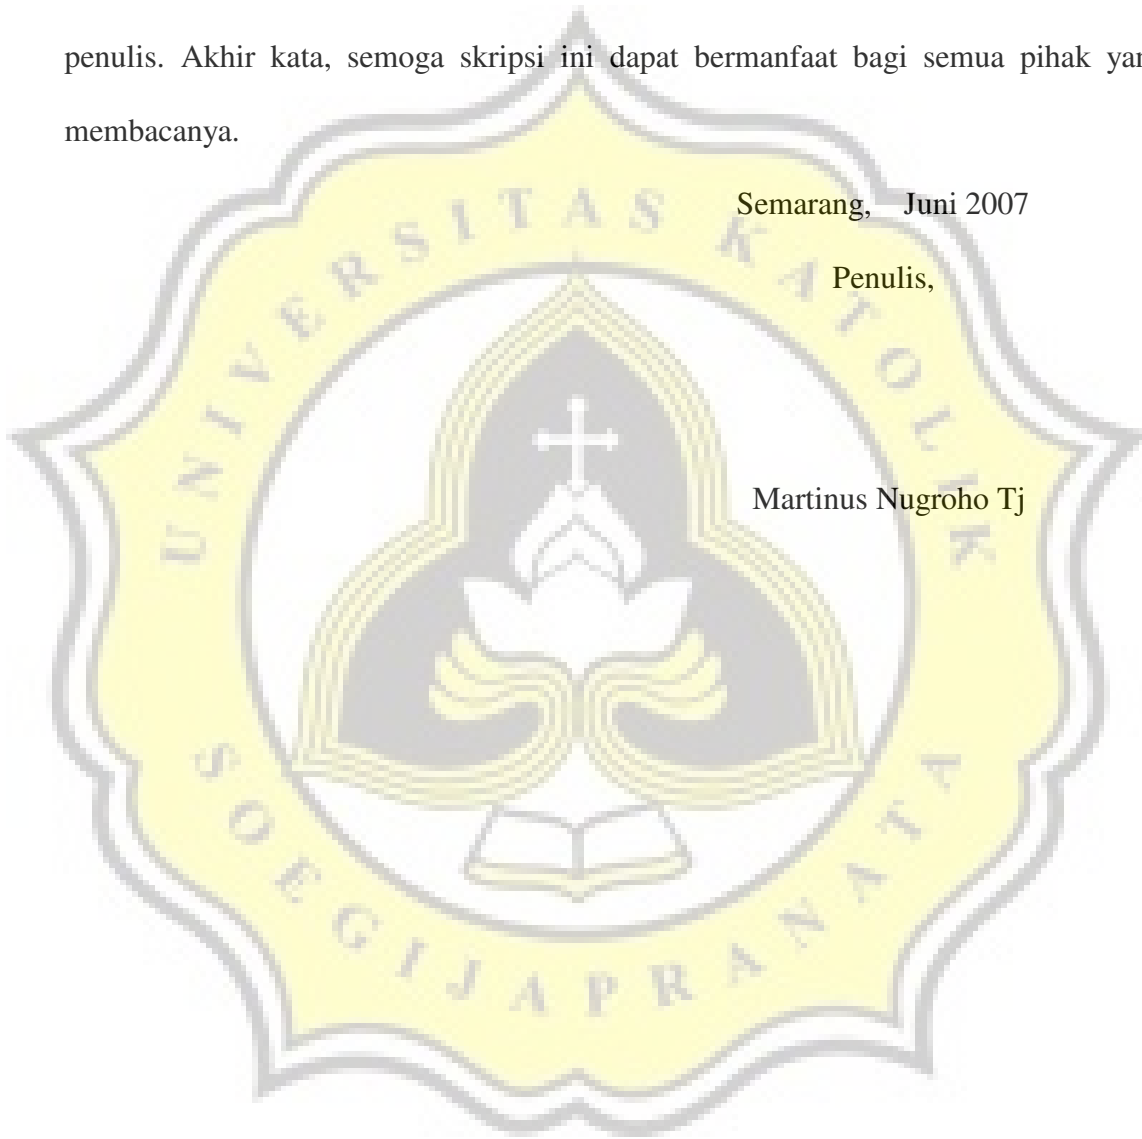 penulis. Akhir kata, semoga skripsi ini dapat bermanfaat bagi semua pihak yan
membacanya.
Semarang, Juni 2007
Penulis,
Martinus Nugroho Tj
UNIVERSITAS KATOLIK
SOEGIJAPRANATA